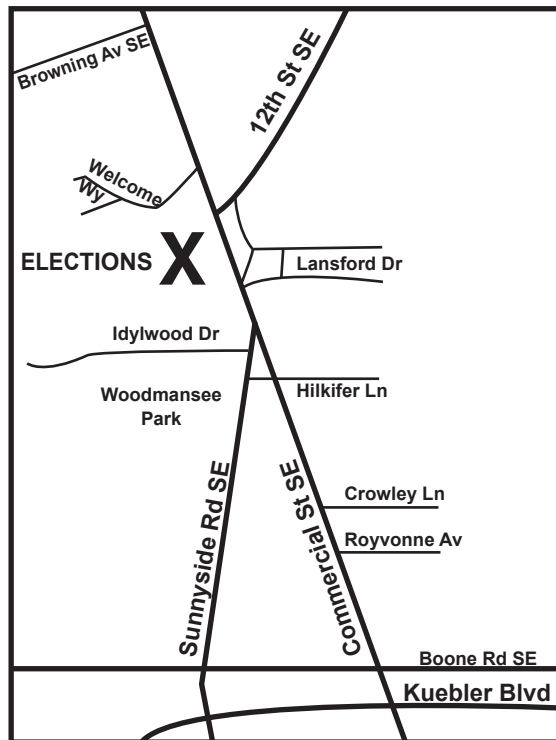 Browning Av SE
12th St SE
Welcome
Wy
ELECTIONS X
Lansford Dr
Idylwood Dr
Woodmansee
Park
Hilkifer Ln
Sunnyside Rd SE
Commercial St SE
Crowley Ln
Royvonne Av
Boone Rd SE
Kuebler Blvd